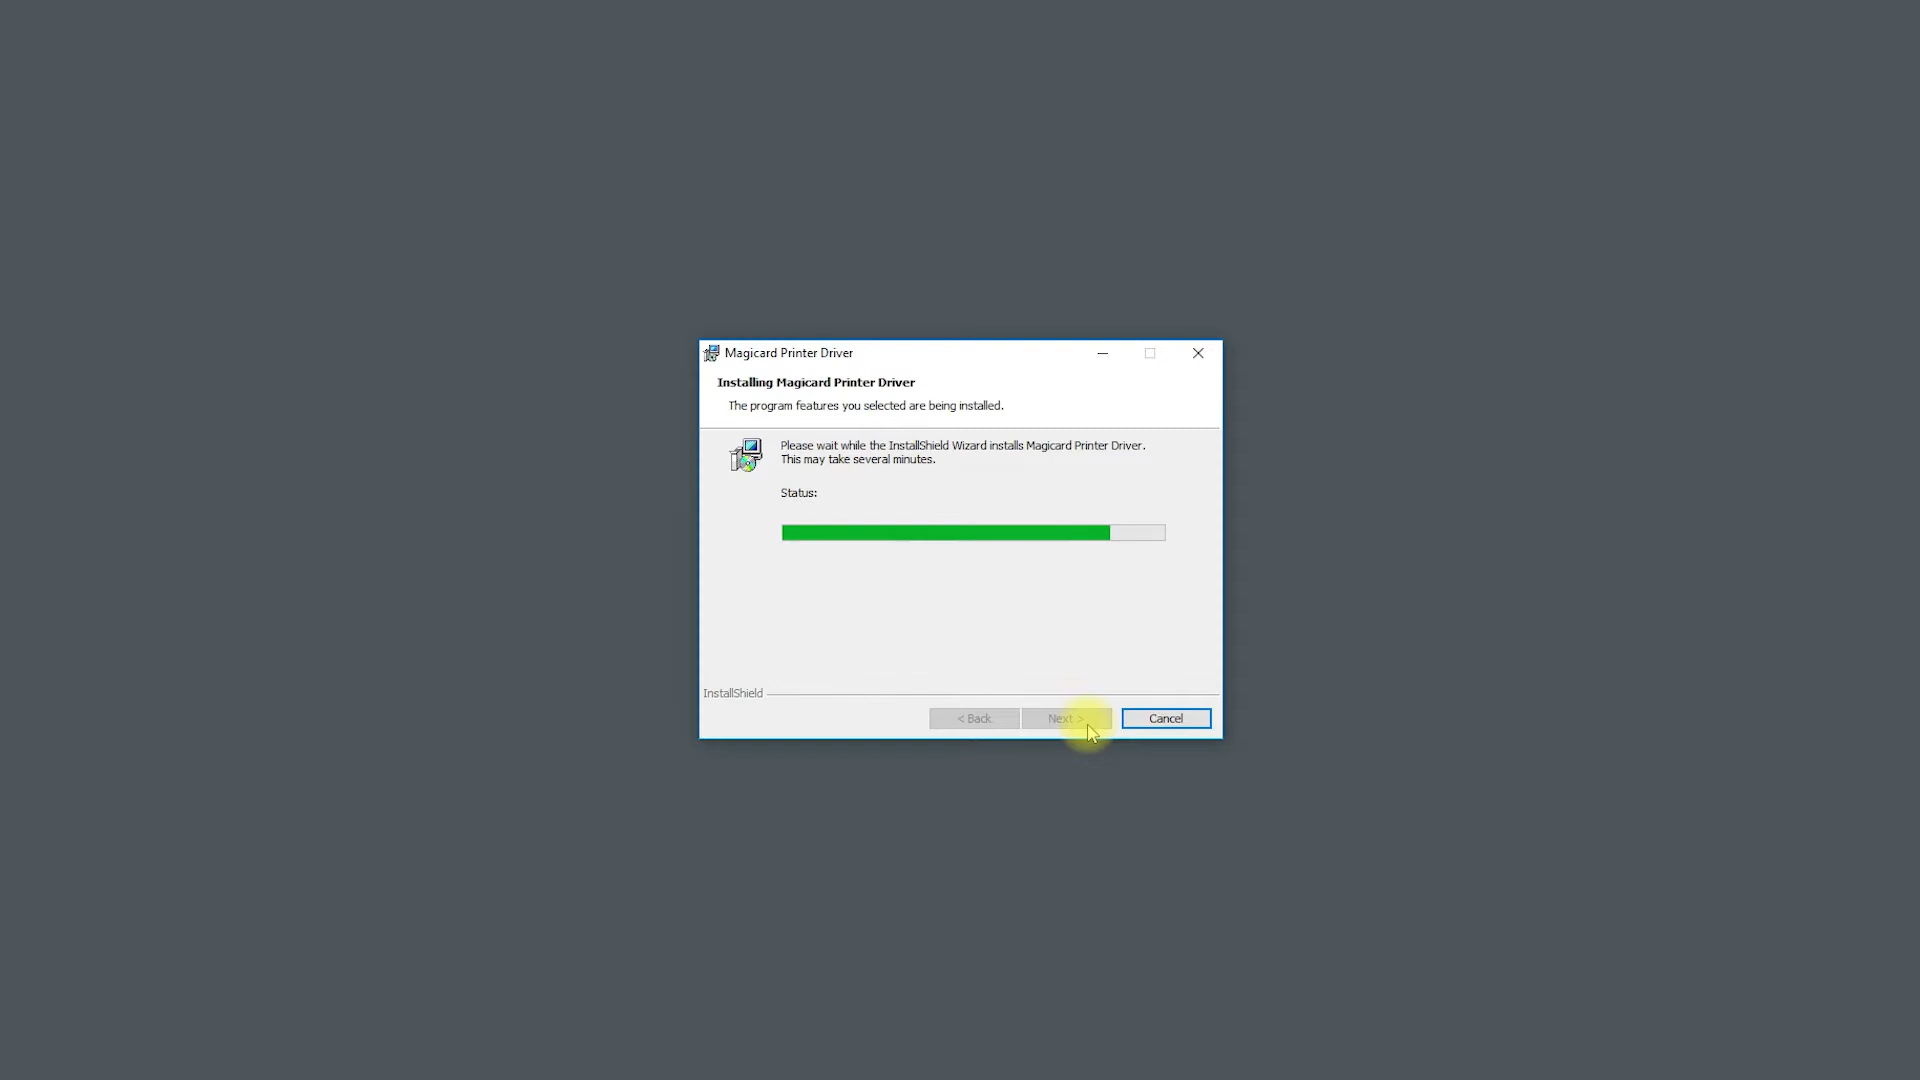 Magicard Printer Driver
Installing Magicard Printer Driver
The program features you selected are being installed.
Please wait while the InstallShield Wizard installs Magicard Printer Driver.
This may take several minutes.
Status:
InstallShield
< Back
Next >
Cancel